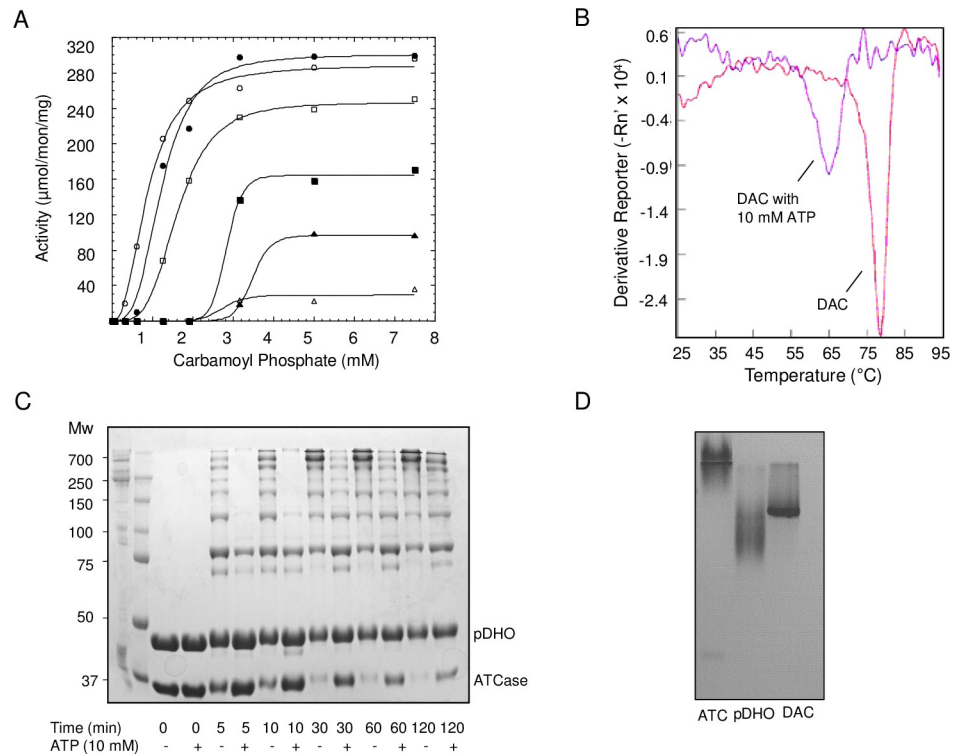 A
320
280
240
200
160
120
80
40
Activity (µmol/mon/mg)
1 2 3 4 5 6 7 8
Carbamoyl Phosphate (mM)
B
0.6
0.1
-0.4
-0.9
-1.4
-1.9
-2.4
Derivative Reporter (-Rn' x 10⁴)
DAC with
10 mM ATP
DAC
25 35 45 55 65 75 85 95
Temperature (°C)
C
Mw
700
250
150
100
75
50
37
pDHO
ATCase
Time (min) 0 0 5 5 10 10 30 30 60 60 120 120
ATP (10 mM) - + - + - + - + - + - +
D
ATC pDHO DAC